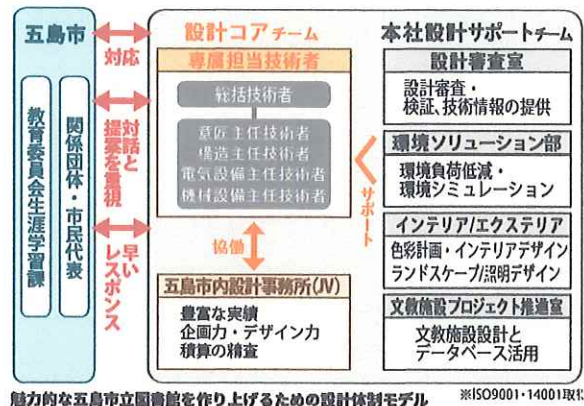 五島市
教育委員会生涯学習課
関係団体・市民代表
対応
対話と
提案を重視
早い
レスポンス
設計コアチーム
専属担当技術者
総括技術者
意匠主任技術者
構造主任技術者
電気設備主任技術者
機械設備主任技術者
協働
五島市内設計事務所(JV)
豊富な実績
企画力・デザイン力
積算の精査
サポート
本社設計サポートチーム
設計審査室
設計審査・
検証、技術情報の提供
環境ソリューション部
環境負荷低減・
環境シミュレーション
インテリア/エクステリア
色彩計画・インテリアデザイン
ランドスケープ/照明デザイン
文教施設プロジェクト推進室
文教施設設計と
データベース活用
魅力的な五島市立図書館を作り上げるための設計体制モデル
※ISO9001・14001取得